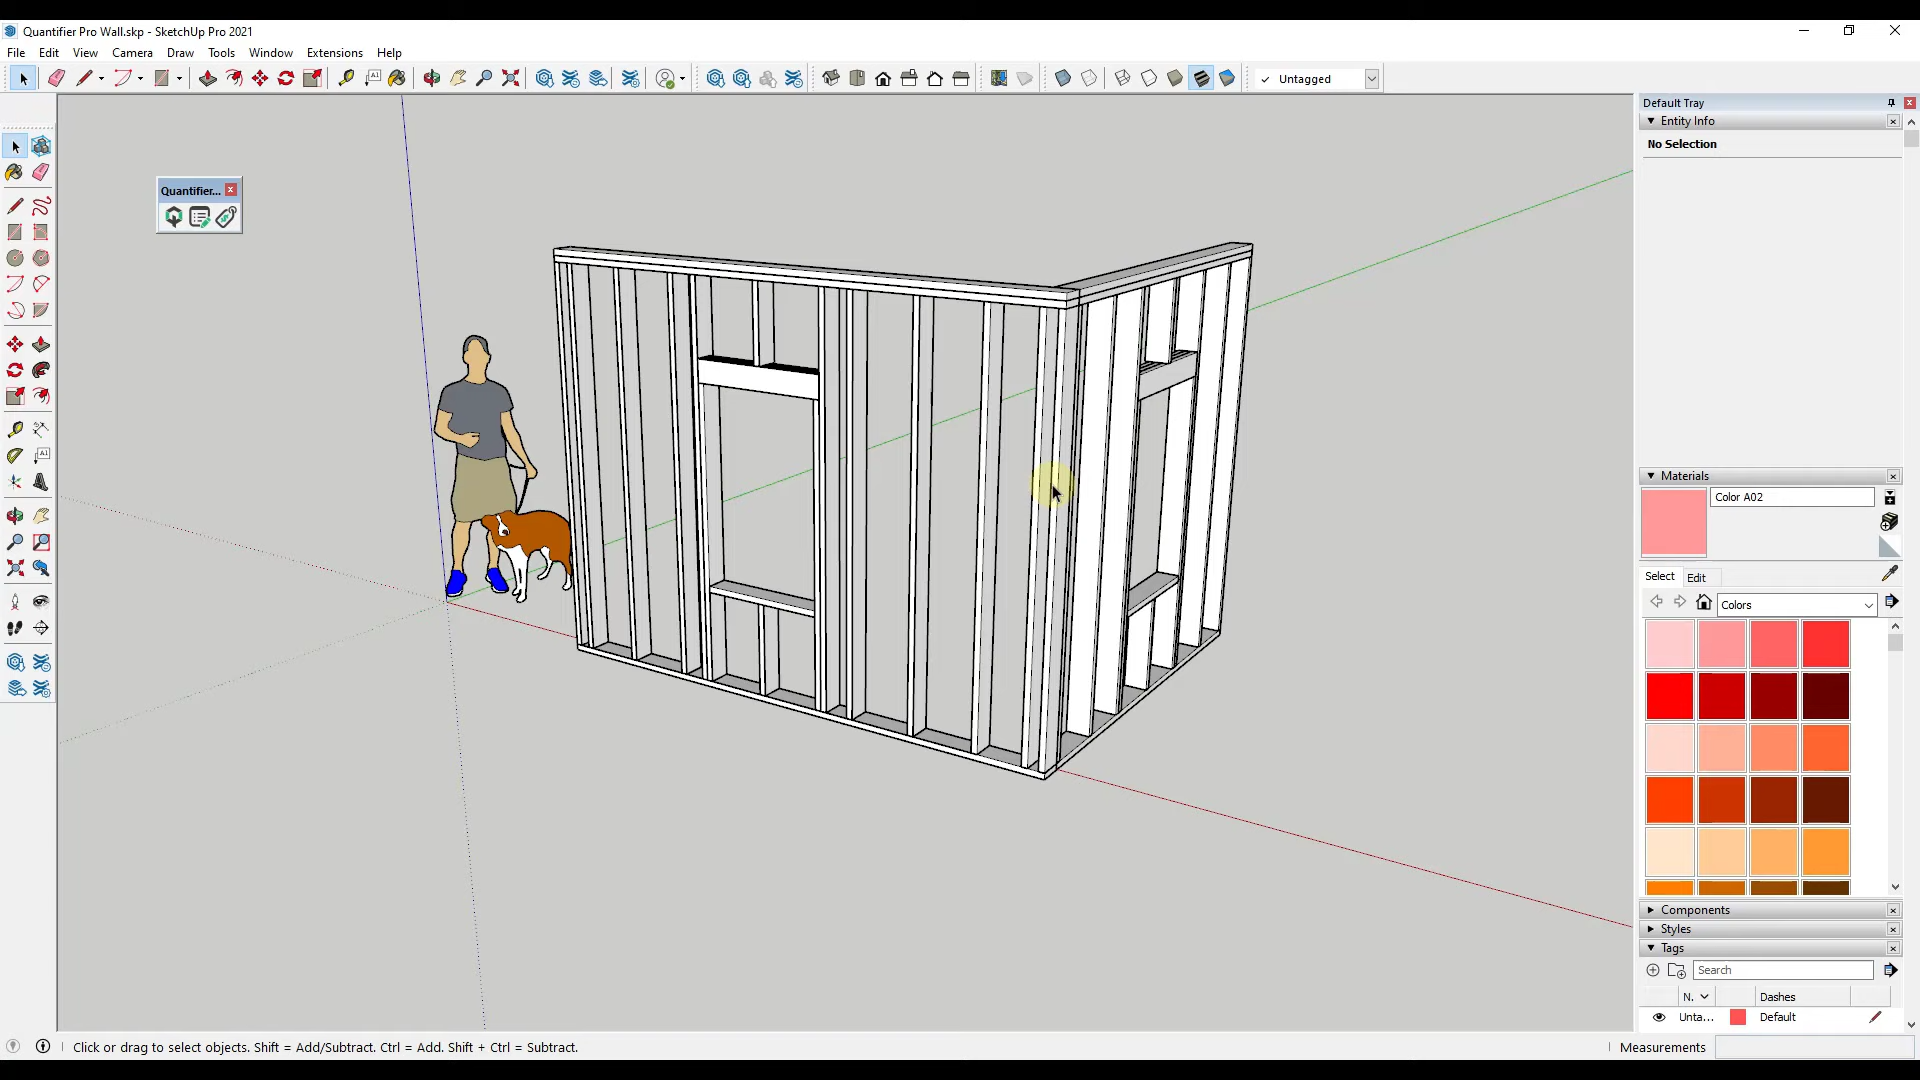 Quantifier Pro Wall.skp - SketchUp Pro 2021
File Edit View Camera Draw Tools Window Extensions Help
Untagged
Default Tray
Entity Info
No Selection
Quantifier...
Materials
Color A02
Select Edit
Colors
Components
Styles
Tags
Search
N. Dashes
Unta... Default
Click or drag to select objects. Shift = Add/Subtract. Ctrl = Add. Shift + Ctrl = Subtract.
Measurements